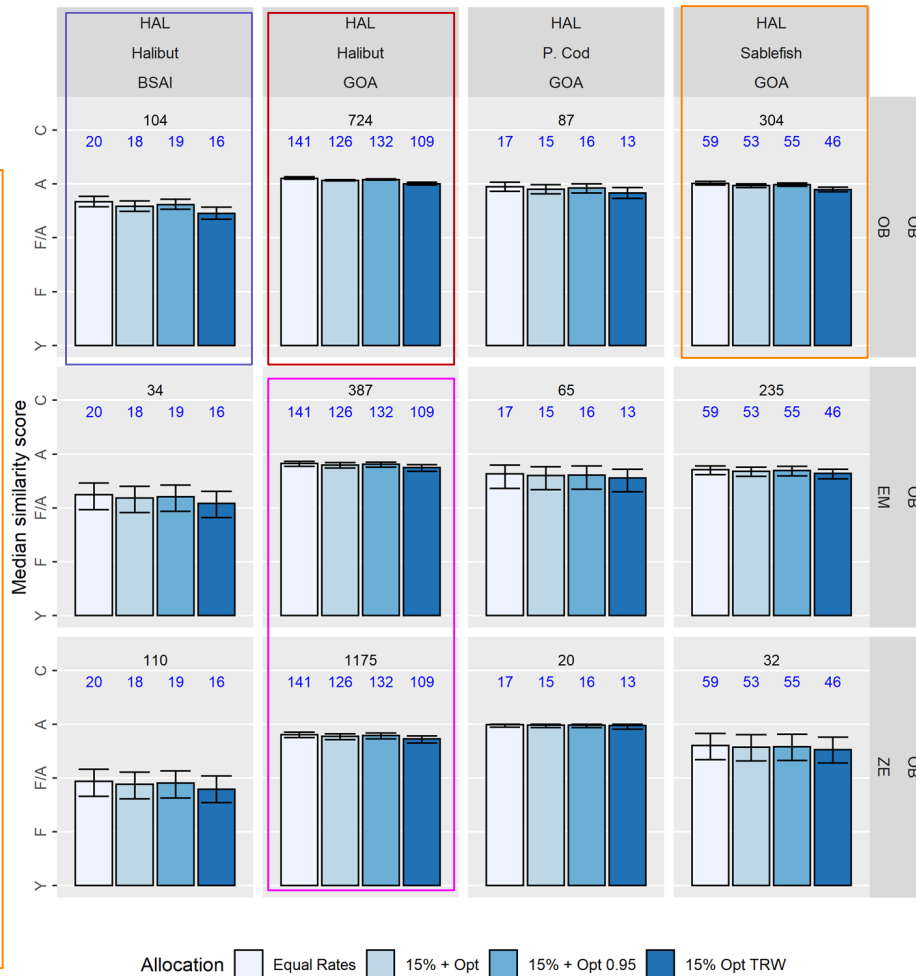 HAL HAL HAL HAL
Halibut Halibut P. Cod Sablefish
BSAI GOA GOA GOA
104 724 87 304
20 18 19 16 141 126 132 109 17 15 16 13 59 53 55 46
C
A
F/A
F
Y
OB
OB
34 387 65 235
20 18 19 16 141 126 132 109 17 15 16 13 59 53 55 46
C
A
F/A
F
Y
OB
EM
Median similarity score
110 1175 20 32
20 18 19 16 141 126 132 109 17 15 16 13 59 53 55 46
C
A
F/A
F
Y
OB
ZE
Allocation Equal Rates 15% + Opt 15% + Opt 0.95 15% Opt TRW